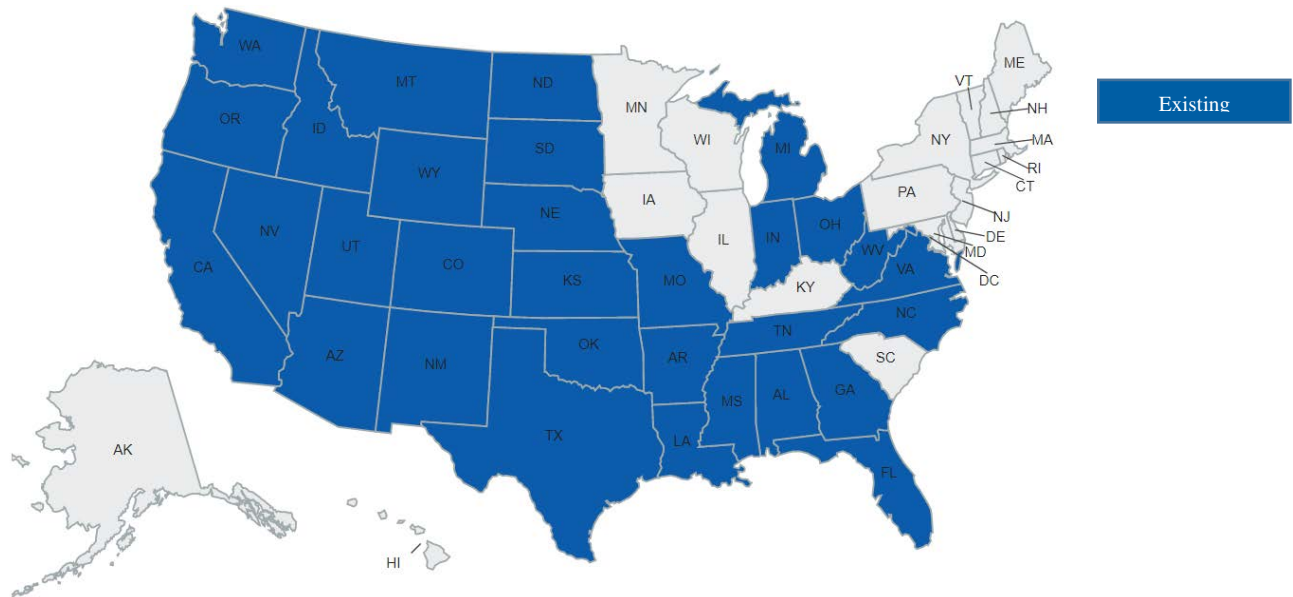 WA
MT
ND
MN
ME
VT
NH
OR
ID
WI
NY
MA
SD
MI
RI
WY
CT
IA
PA
NE
NJ
NV
IL
IN
OH
DE
UT
MD
CA
CO
WV
VA
DC
KS
MO
KY
NC
TN
OK
AZ
NM
AR
SC
MS
AL
GA
TX
LA
AK
FL
HI
Existing